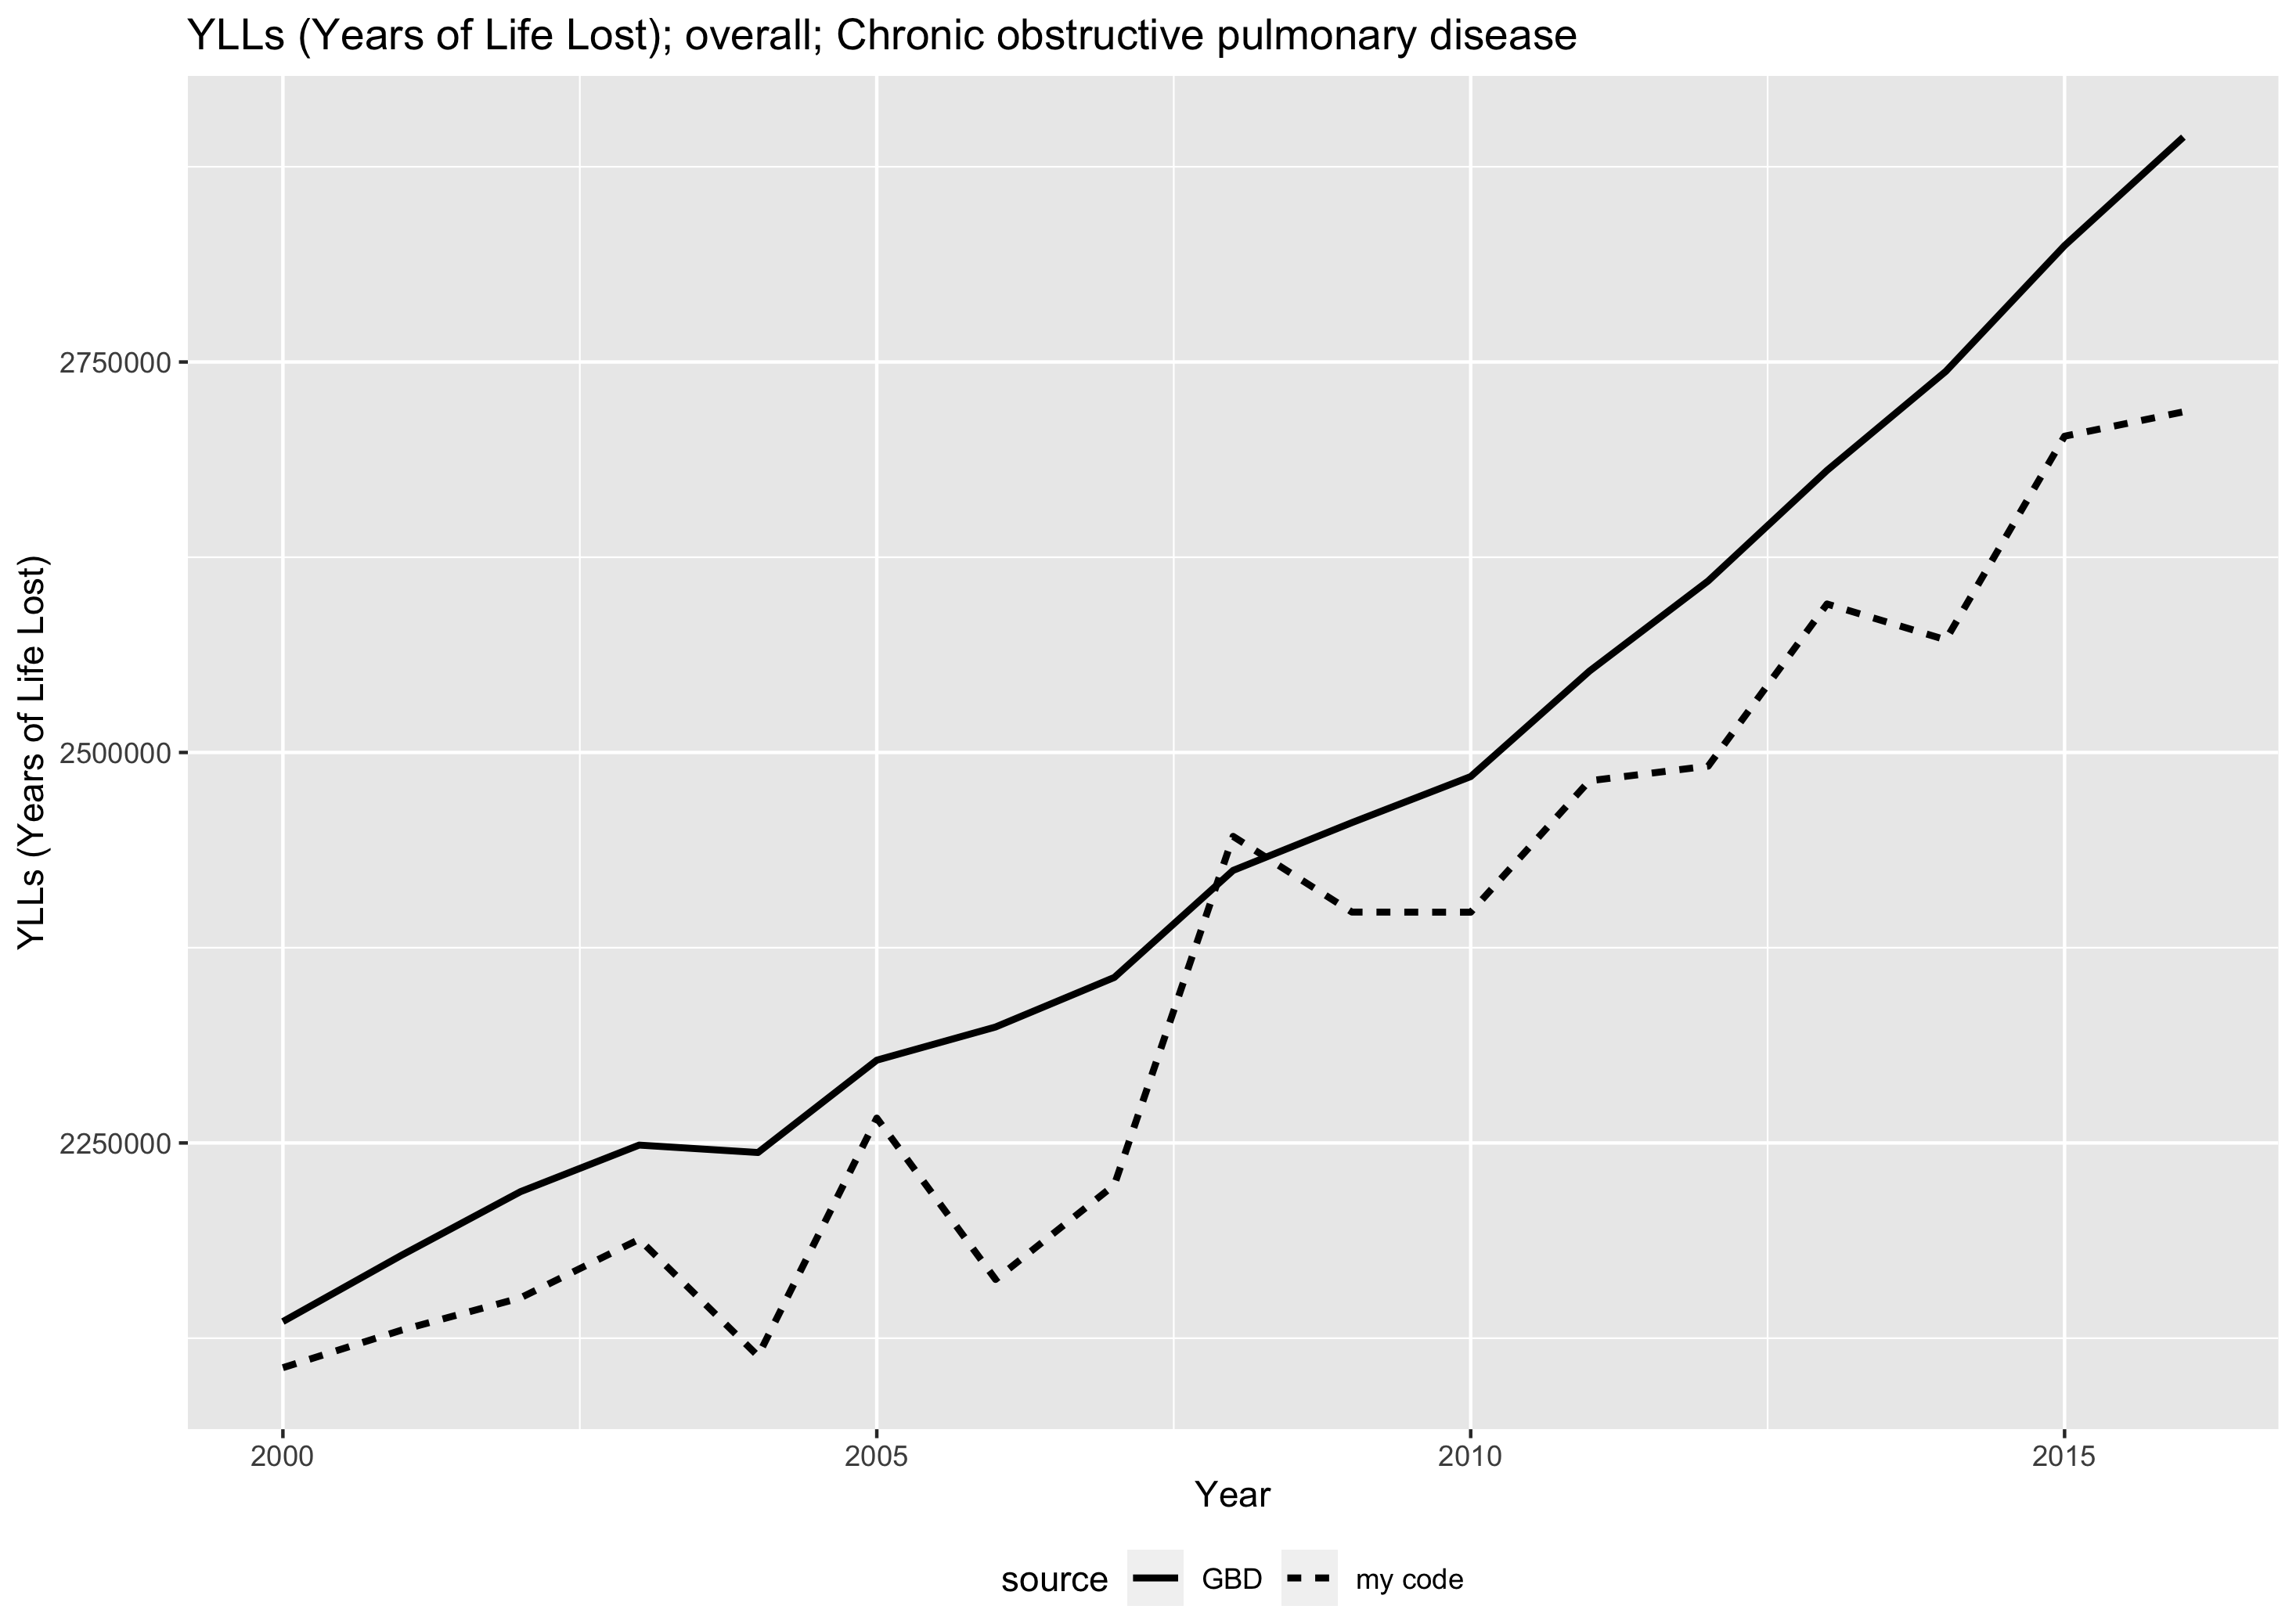 YLLs (Years of Life Lost); overall; Chronic obstructive pulmonary disease
YLLs (Years of Life Lost)
2750000
2500000
2250000
2000
2005
2010
2015
Year
source
GBD
my code